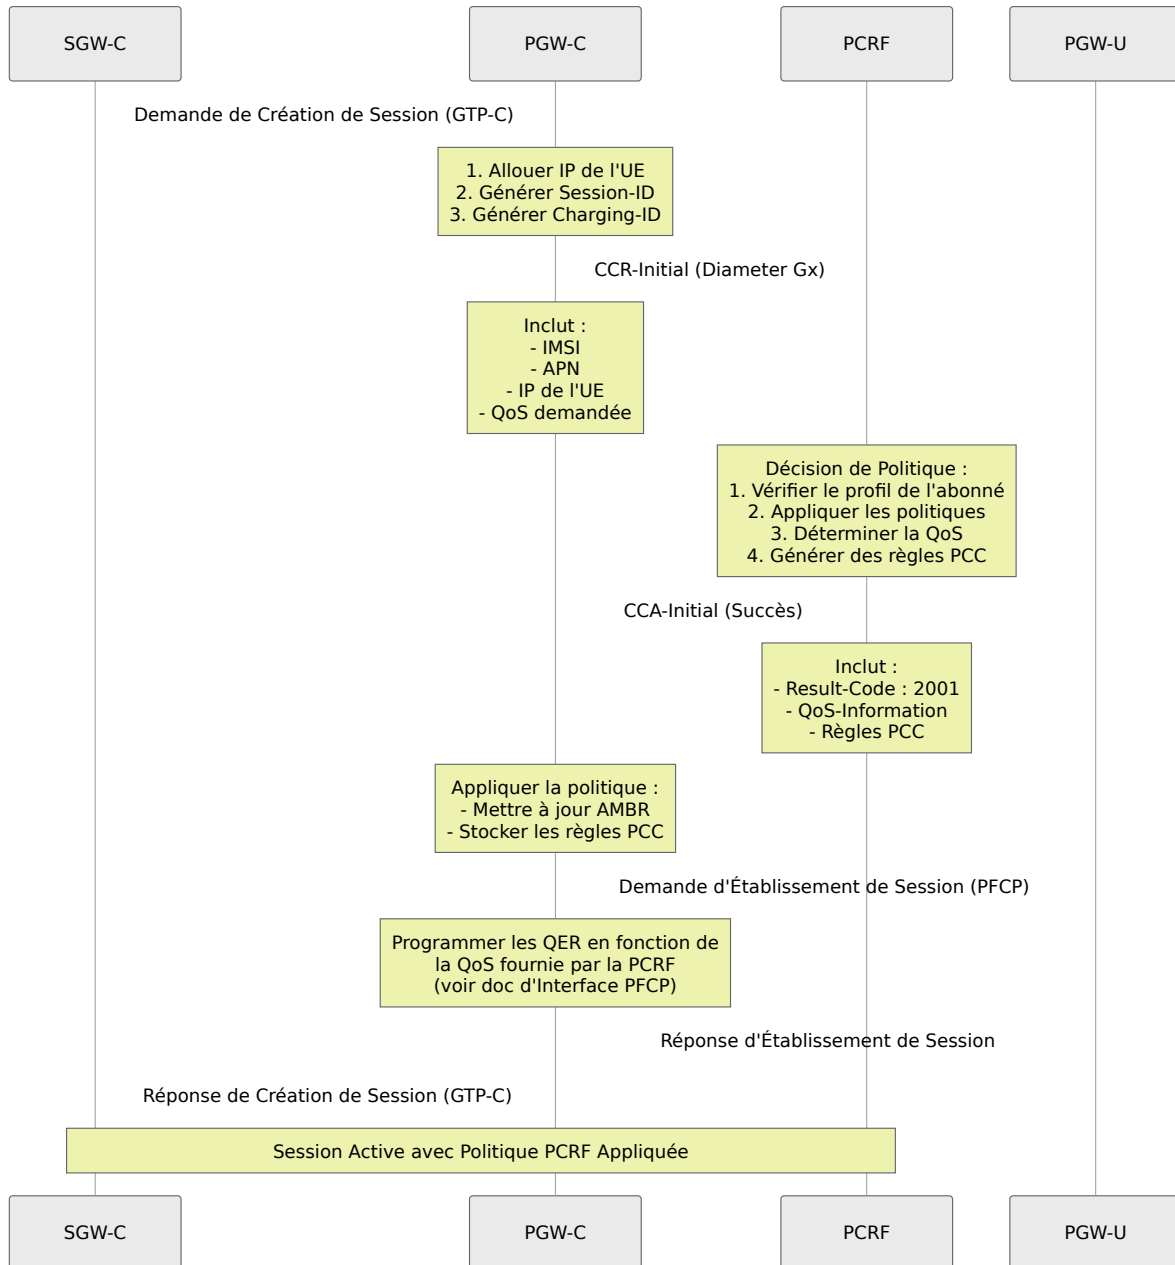 SGW-C
PGW-C
PCRF
PGW-U
Demande de Création de Session (GTP-C)
1. Allouer IP de l'UE
2. Générer Session-ID
3. Générer Charging-ID
CCR-Initial (Diameter Gx)
Inclut :
- IMSI
- APN
- IP de l'UE
- QoS demandée
Décision de Politique :
1. Vérifier le profil de l'abonné
2. Appliquer les politiques
3. Déterminer la QoS
4. Générer des règles PCC
CCA-Initial (Succès)
Inclut :
- Result-Code : 2001
- QoS-Information
- Règles PCC
Appliquer la politique :
- Mettre à jour AMBR
- Stocker les règles PCC
Demande d'Établissement de Session (PFCP)
Programmer les QER en fonction de
la QoS fournie par la PCRF
(voir doc d'Interface PFCP)
Réponse d'Établissement de Session
Réponse de Création de Session (GTP-C)
Session Active avec Politique PCRF Appliquée
SGW-C
PGW-C
PCRF
PGW-U